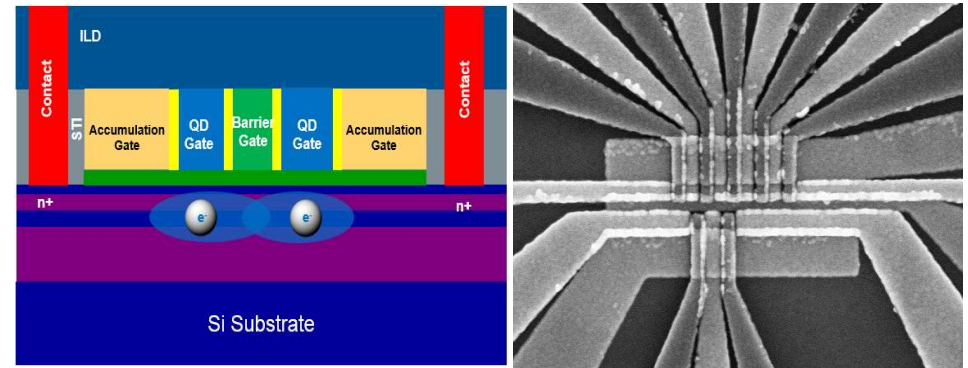 ILD
Contact
Contact
STI
Accumulation
Gate
QD
Gate
Barrier
Gate
QD
Gate
Accumulation
Gate
n+
n+
e-
e-
Si Substrate